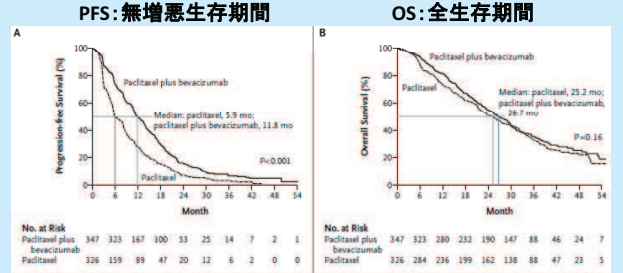 PFS：無増悪生存期間
OS：全生存期間
A
Progression-free Survival (%)
100
80
60
40
20
0
Paclitaxel plus bevacizumab
Median: paclitaxel, 5.9 mo;
paclitaxel plus bevacizumab, 11.8 mo
P<0.001
Paclitaxel
0 6 12 18 24 30 36 42 48 54
Month
No. at Risk
Paclitaxel plus 347 323 167 100 53 25 14 7 2 1
bevacizumab
Paclitaxel 326 159 89 47 20 12 6 2 0 0
B
Overall Survival (%)
100
80
60
40
20
0
Paclitaxel plus bevacizumab
Paclitaxel
Median: paclitaxel, 25.2 mo;
paclitaxel plus bevacizumab,
26.7 mo
P=0.16
0 6 12 18 24 30 36 42 48 54
Month
No. at Risk
Paclitaxel plus 347 323 280 232 190 147 88 46 24 7
bevacizumab
Paclitaxel 326 284 236 199 162 138 88 47 23 5